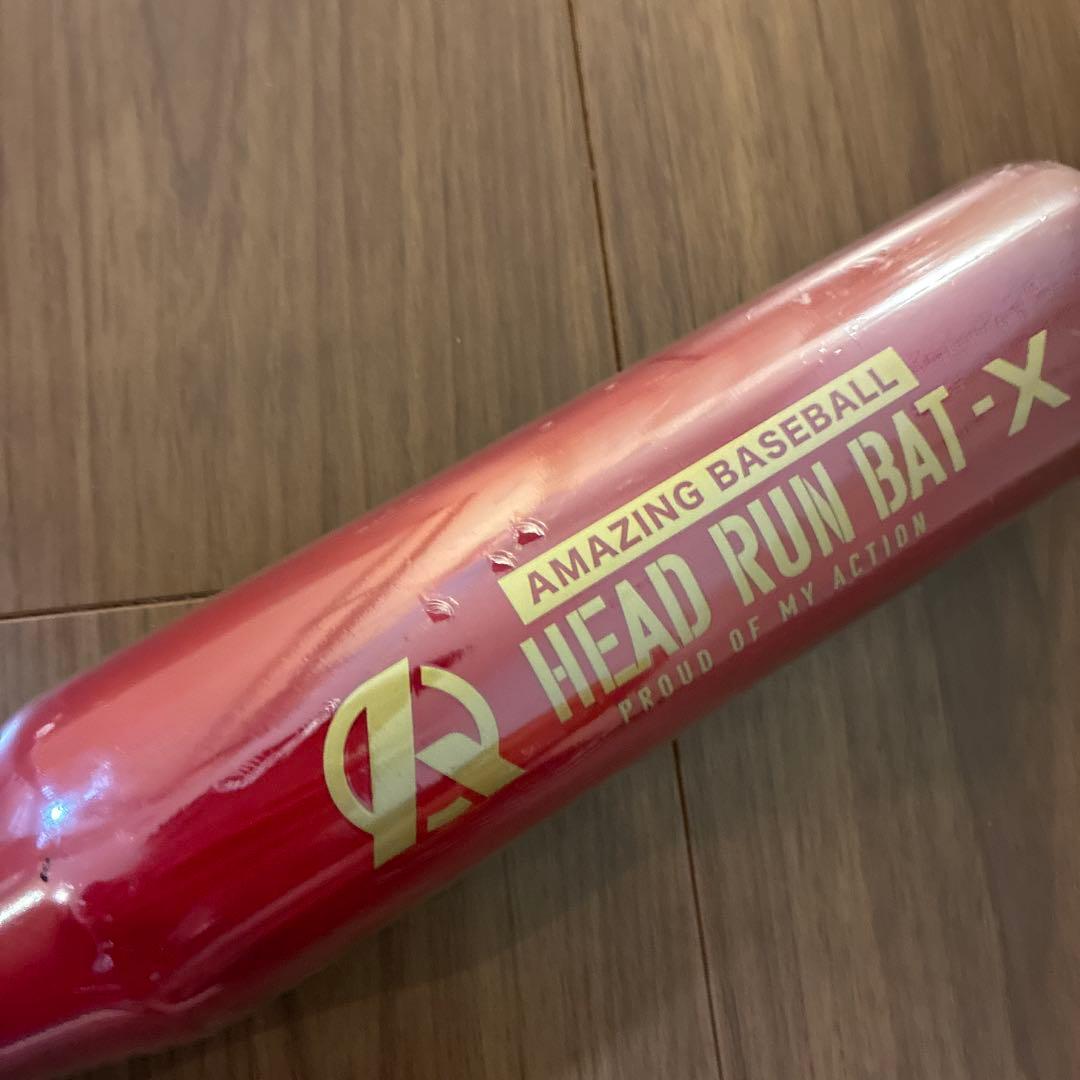 AMAZING BASEBALL
HEAD RUN BAT-X
PROUD OF MY ACTION